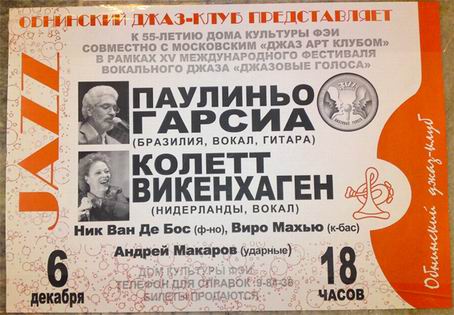 ОБНИНСКИЙ ДЖАЗ-КЛУБ ПРЕДСТАВЛЯЕТ
К 55-ЛЕТИЮ ДОМА КУЛЬТУРЫ ФЭИ
СОВМЕСТНО С МОСКОВСКИМ «ДЖАЗ АРТ КЛУБОМ»
В РАМКАХ XV МЕЖДУНАРОДНОГО ФЕСТИВАЛЯ
ВОКАЛЬНОГО ДЖАЗА «ДЖАЗОВЫЕ ГОЛОСА»
JAZZ
ПАУЛИНЬО
ГАРСИА
(БРАЗИЛИЯ, ВОКАЛ, ГИТАРА)
КОЛЕТТ
ВИКЕНХАГЕН
(НИДЕРЛАНДЫ, ВОКАЛ)
Ник Ван Де Бос (ф-но), Виро Махью (к-бас)
Андрей Макаров (ударные)
6
декабря
ДОМ КУЛЬТУРЫ ФЭИ
ТЕЛЕФОН ДЛЯ СПРАВОК: 9-84-36
БИЛЕТЫ ПРОДАЮТСЯ
18
ЧАСОВ
Обнинский джаз-клуб